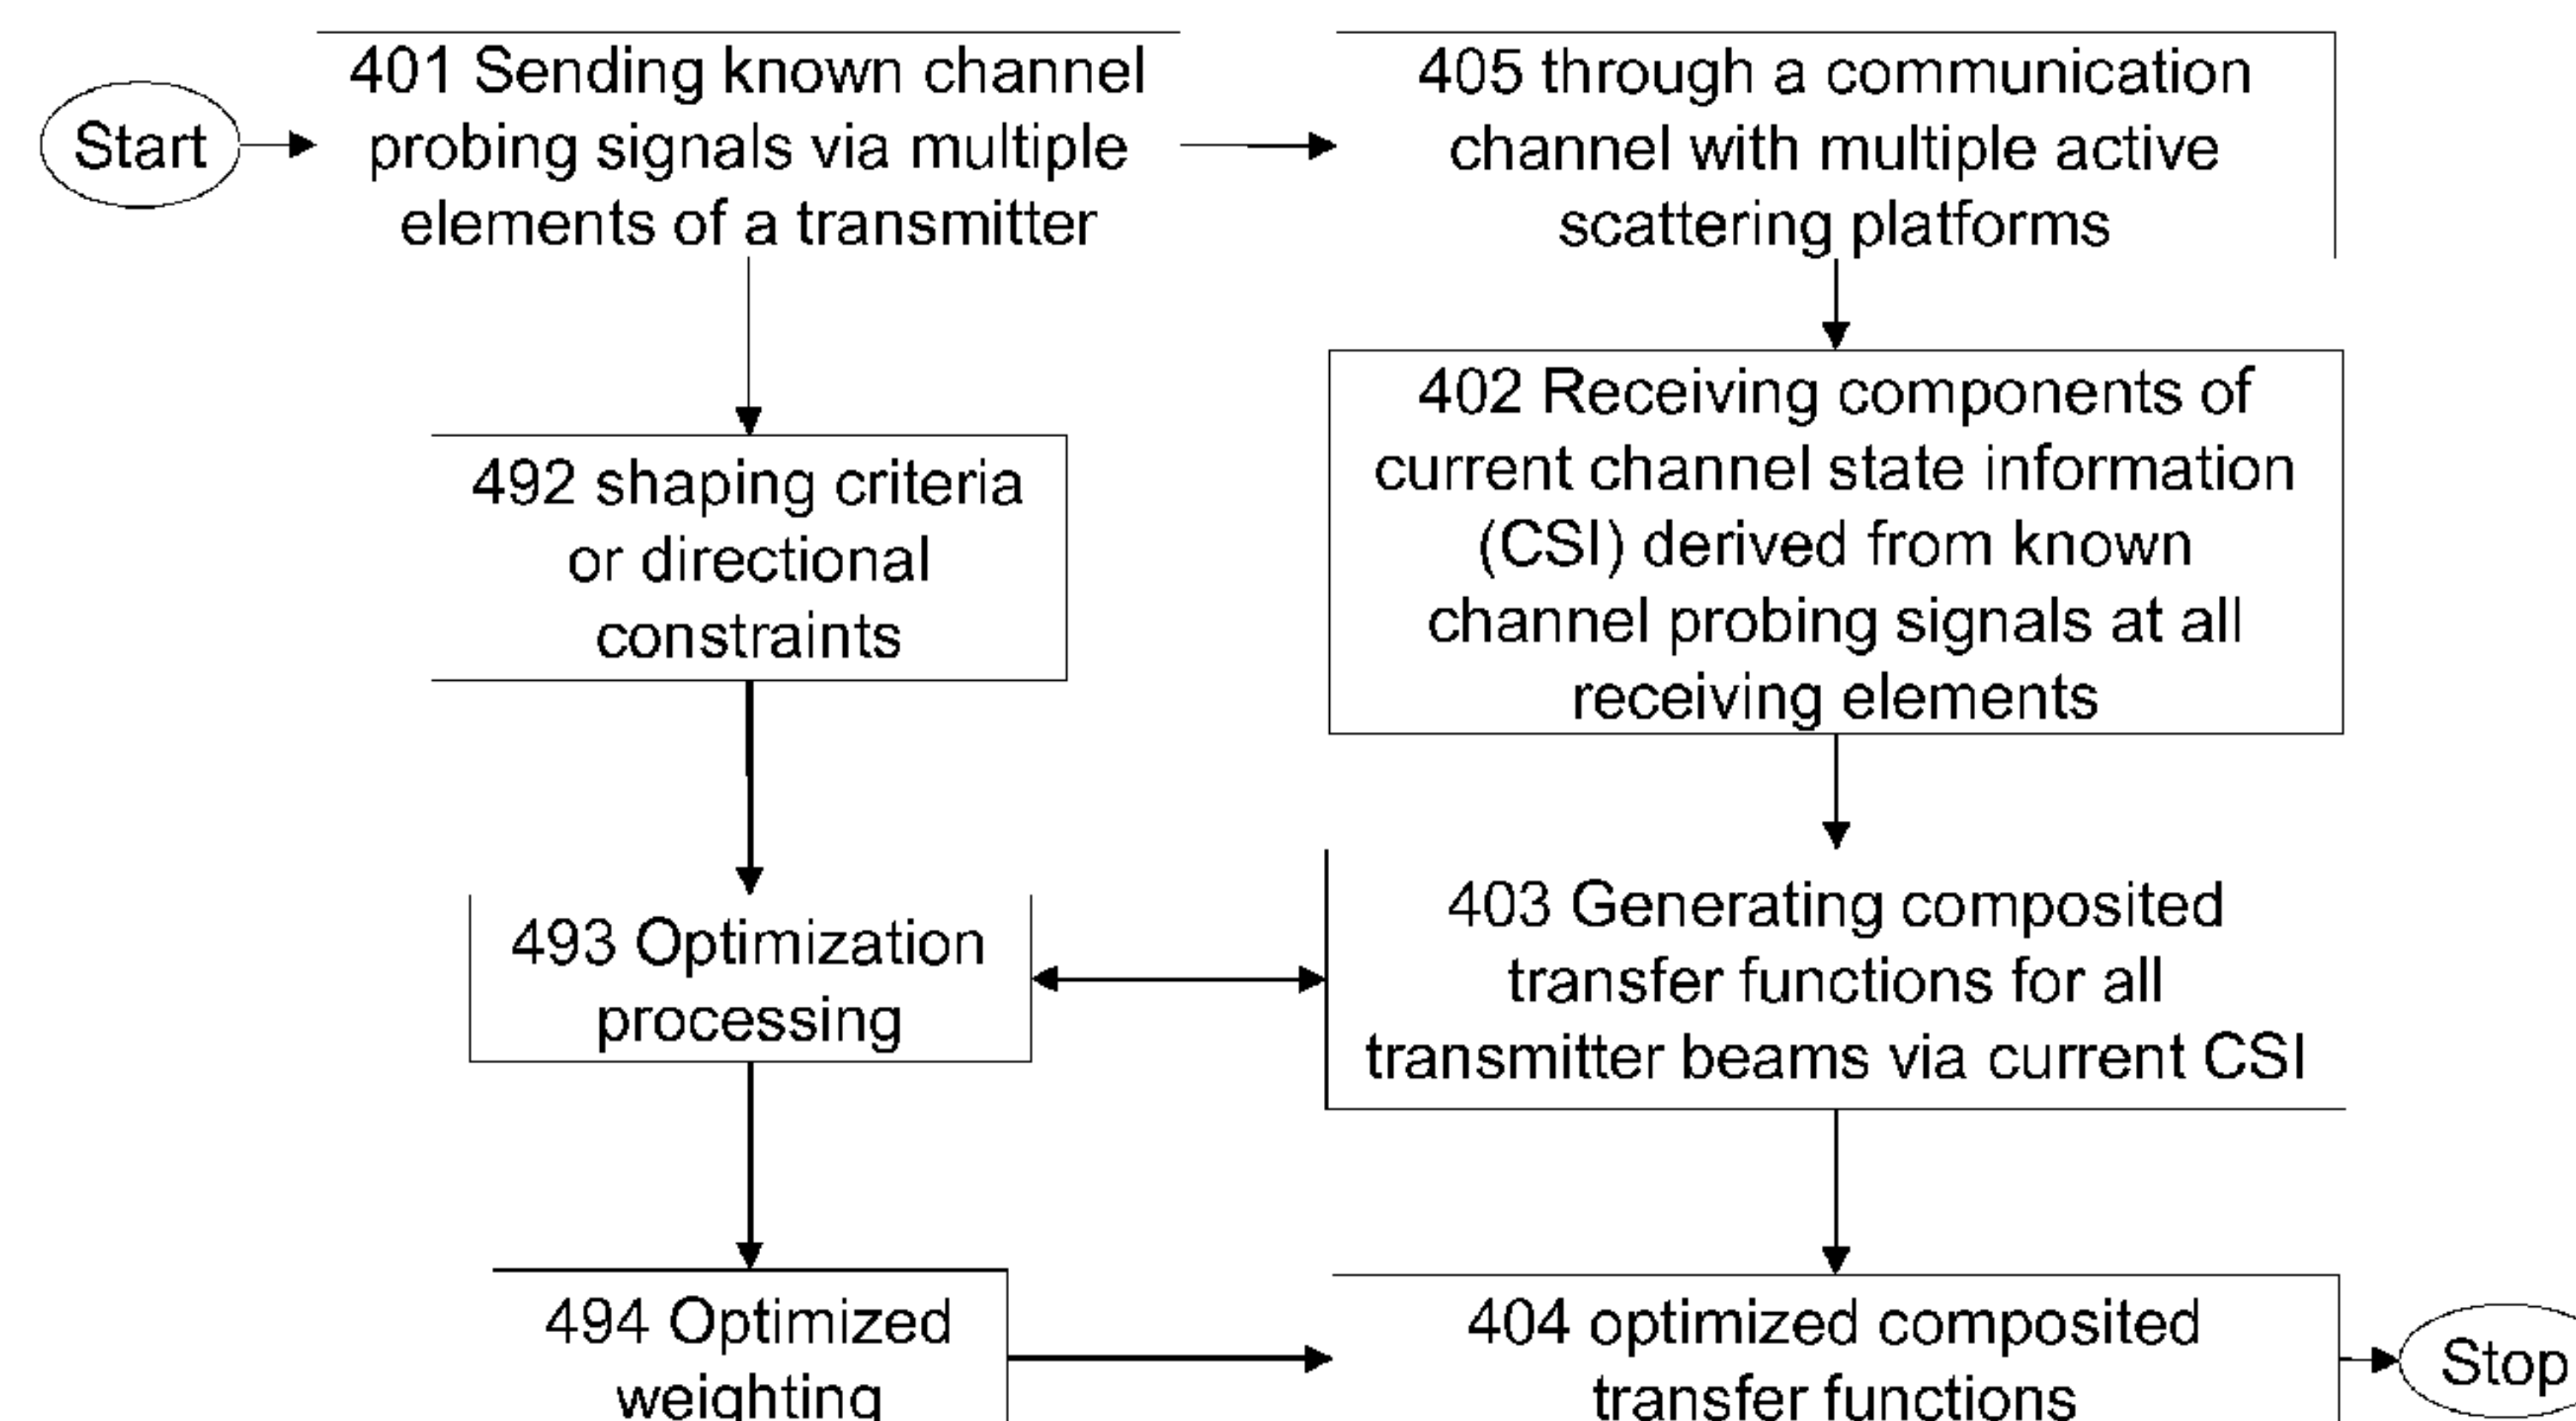 Start
401 Sending known channel
probing signals via multiple
elements of a transmitter
405 through a communication
channel with multiple active
scattering platforms
492 shaping criteria
or directional
constraints
402 Receiving components of
current channel state information
(CSI) derived from known
channel probing signals at all
receiving elements
493 Optimization
processing
403 Generating composited
transfer functions for all
transmitter beams via current CSI
494 Optimized
weighting
404 optimized composited
transfer functions
Stop